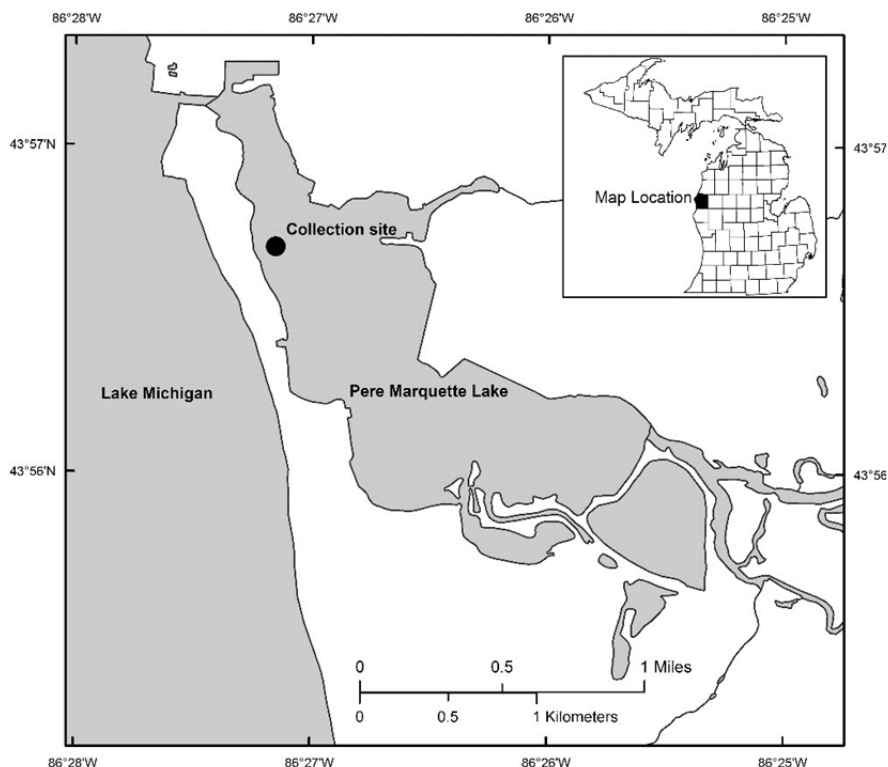 86°28'W 86°27'W 86°26'W 86°25'W
43°57'N
43°57
Map Location
Collection site
Lake Michigan
Pere Marquette Lake
43°56'N
43°56
0 0.5 1 Miles
0 0.5 1 Kilometers
86°28'W 86°27'W 86°26'W 86°25'W